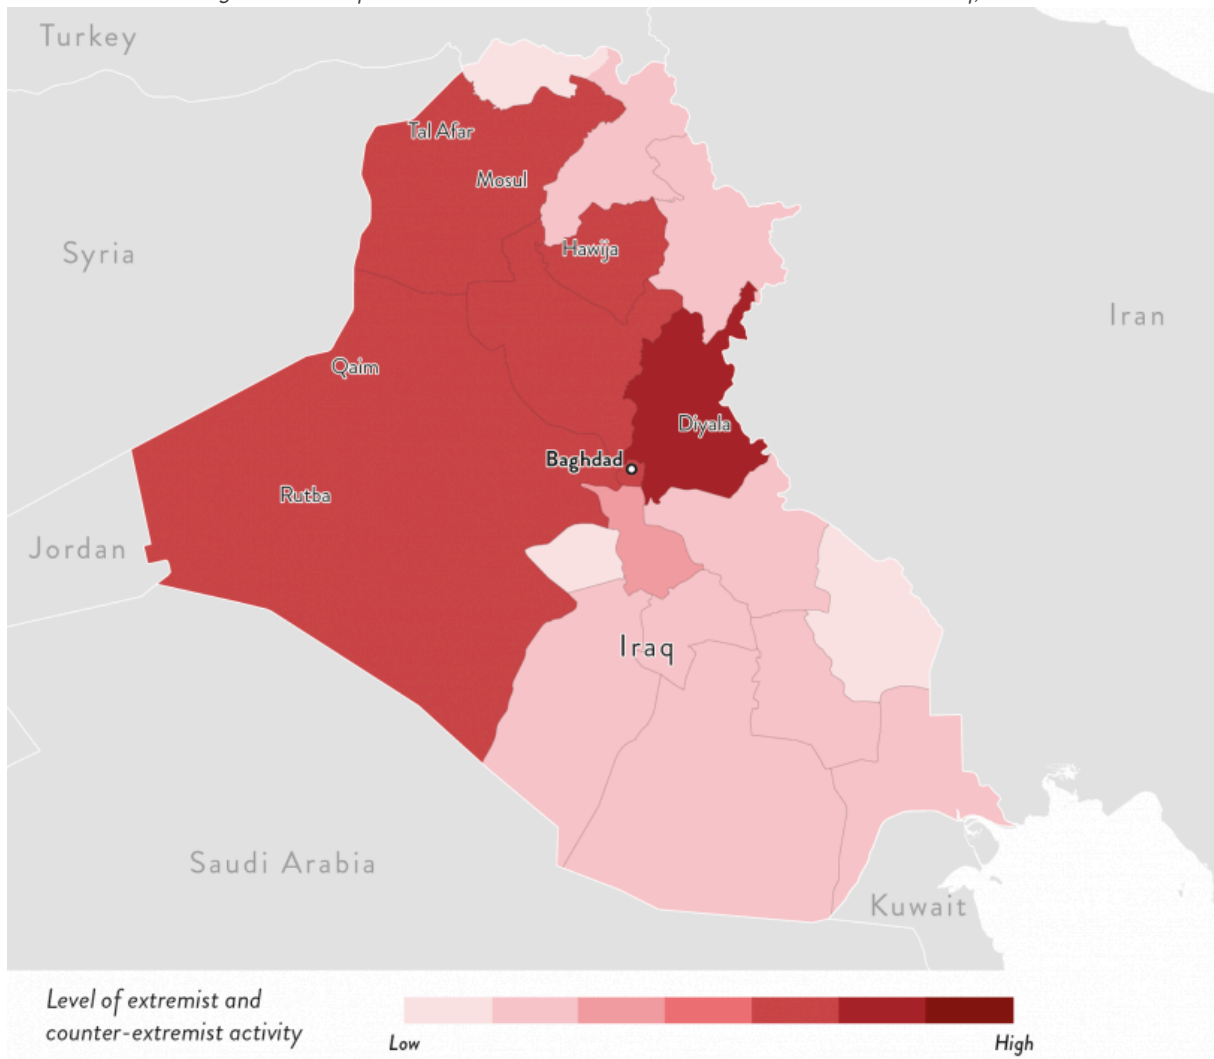 Turkey
Tal Afar
Mosul
Syria
Hawija
Iran
Qaim
Diyala
Baghdad
Rutba
Jordan
Iraq
Saudi Arabia
Kuwait
Level of extremist and
counter-extremist activity
Low
High